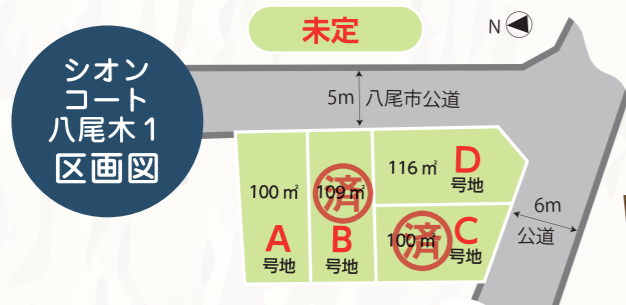 未定
N
シオン
コート
八尾木1
区画図
5m 八尾市公道
100㎡
A
号地
109㎡
済
B
号地
116㎡ D
号地
100㎡
済
C
号地
6m
公道